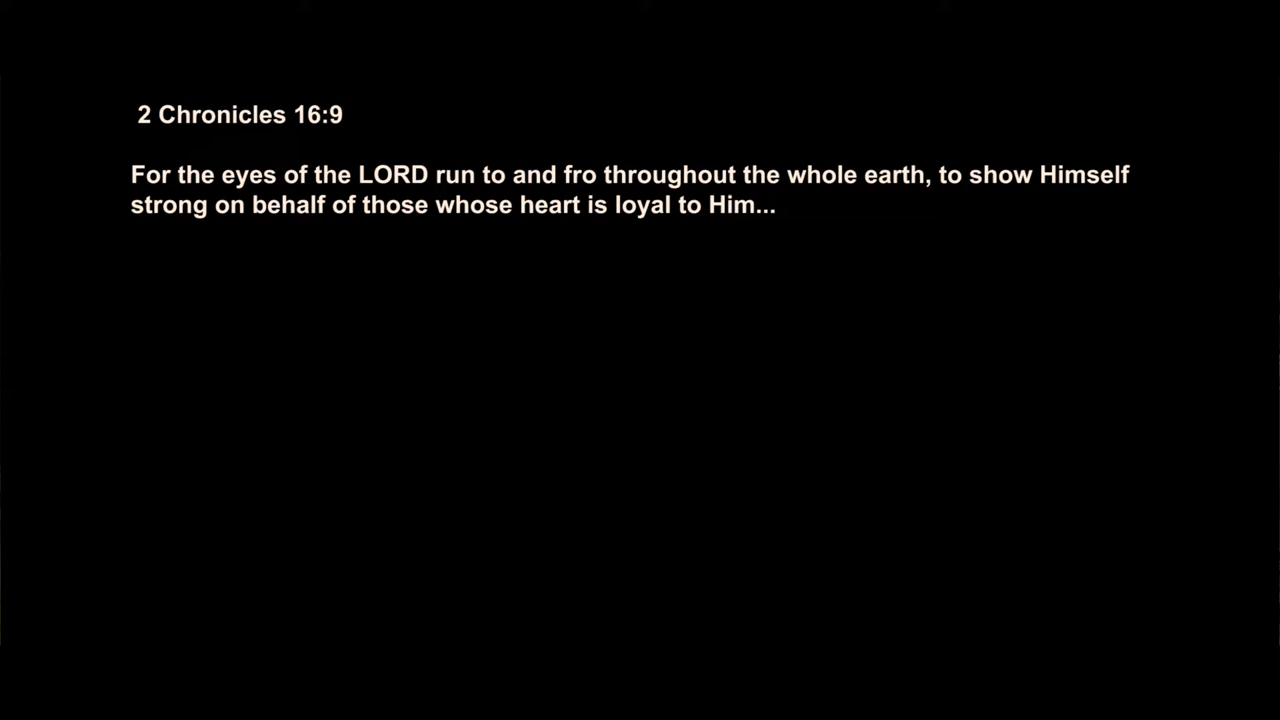 2 Chronicles 16:9
For the eyes of the LORD run to and fro throughout the whole earth, to show Himself
strong on behalf of those whose heart is loyal to Him...